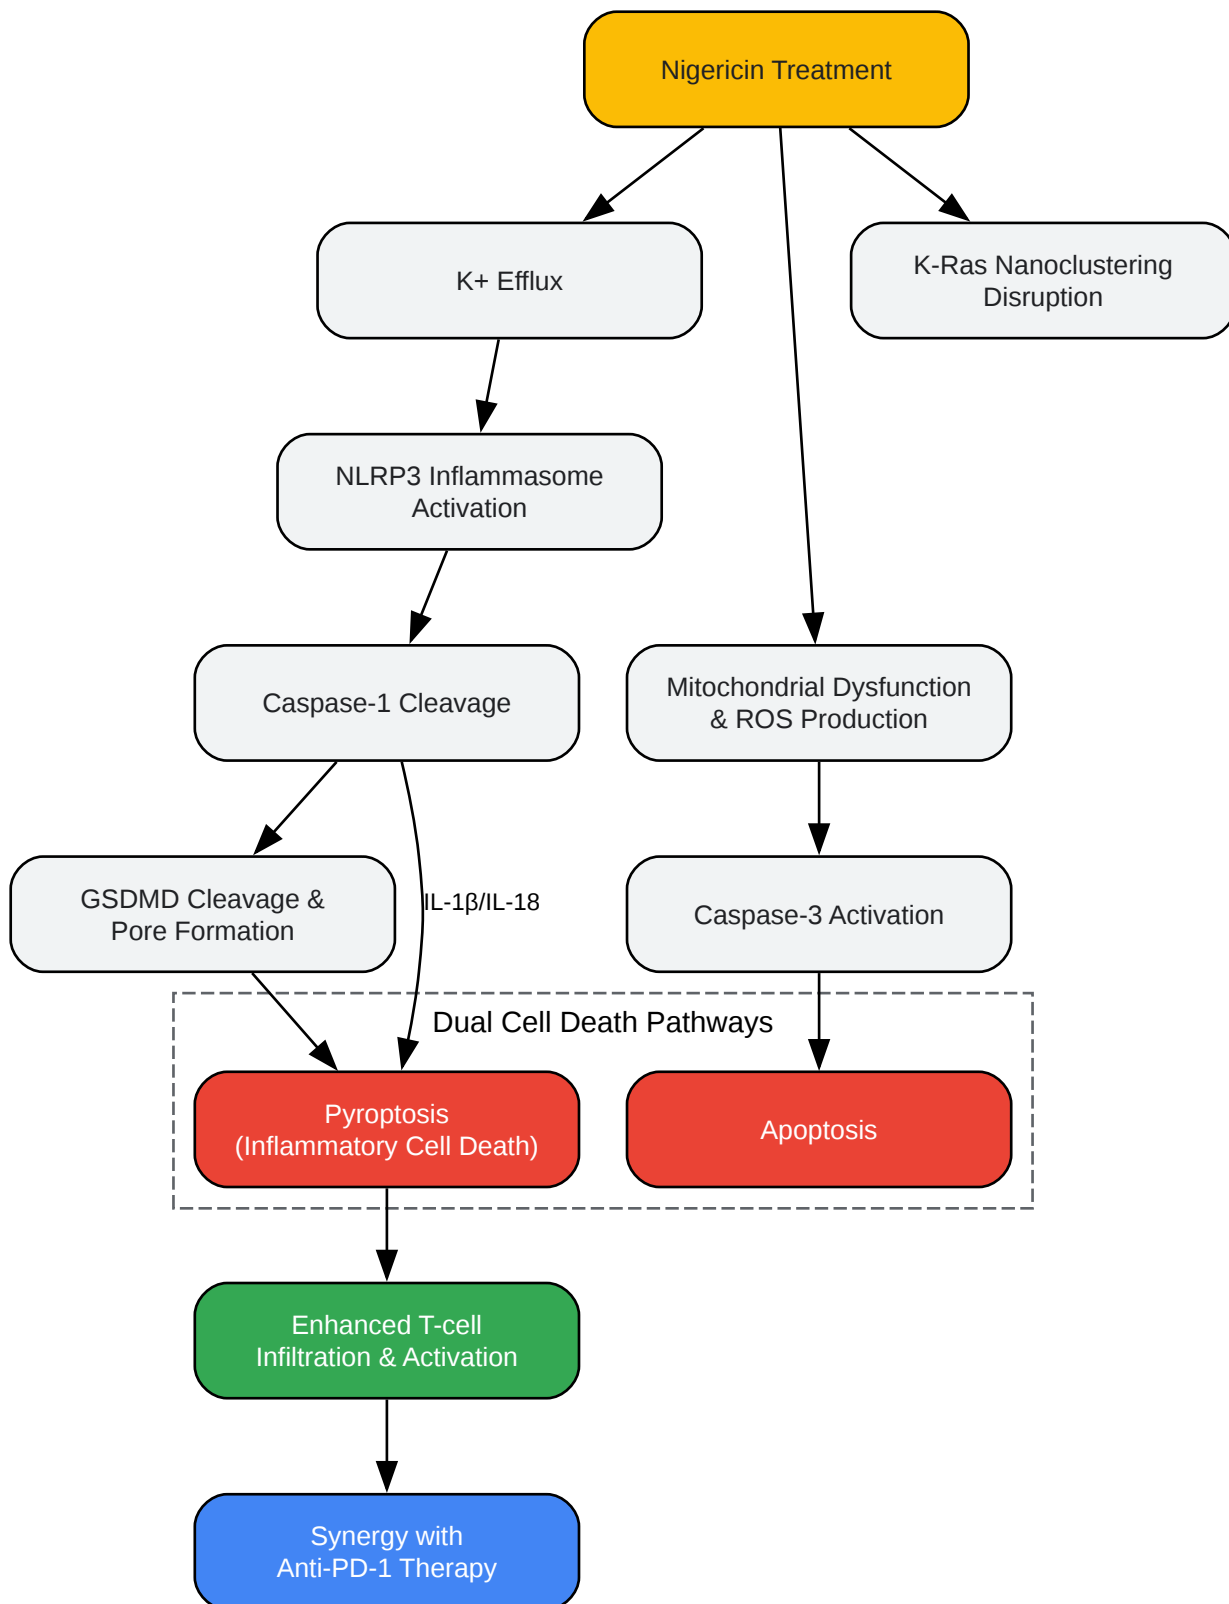 Nigericin Treatment
K+ Efflux
K-Ras Nanoclustering
Disruption
NLRP3 Inflammasome
Activation
Caspase-1 Cleavage
Mitochondrial Dysfunction
& ROS Production
GSDMD Cleavage &
Pore Formation
IL-1β/IL-18
Caspase-3 Activation
Dual Cell Death Pathways
Pyroptosis
(Inflammatory Cell Death)
Apoptosis
Enhanced T-cell
Infiltration & Activation
Synergy with
Anti-PD-1 Therapy